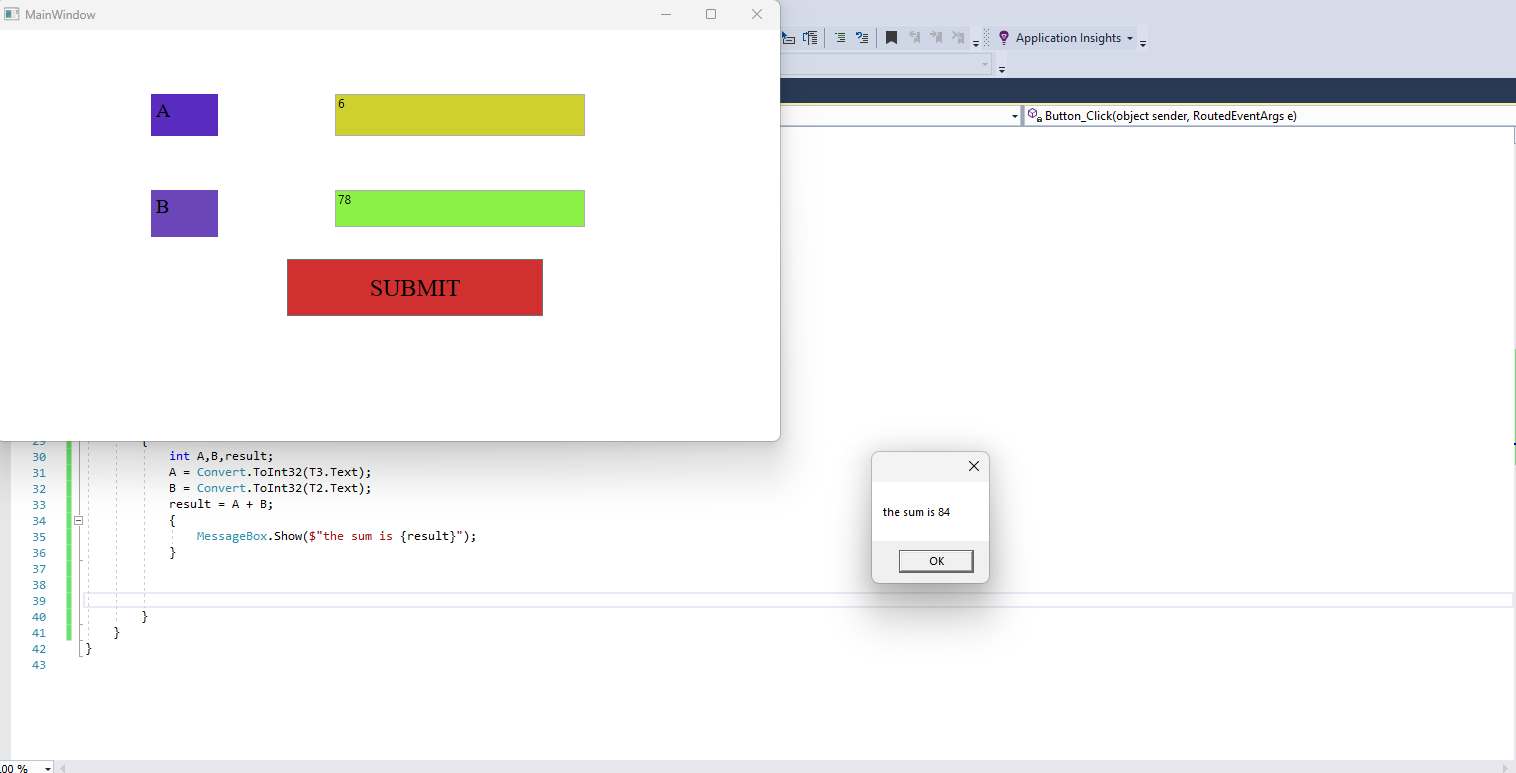 MainWindow
Application Insights
Button_Click(object sender, RoutedEventArgs e)
A
6
B
78
SUBMIT
29 {
30 int A,B,result;
31 A = Convert.ToInt32(T3.Text);
32 B = Convert.ToInt32(T2.Text);
33 result = A + B;
34 {
35 MessageBox.Show($"the sum is {result}");
36 }
37
38
39
40 }
41 }
42 }
43
the sum is 84
OK
100 %